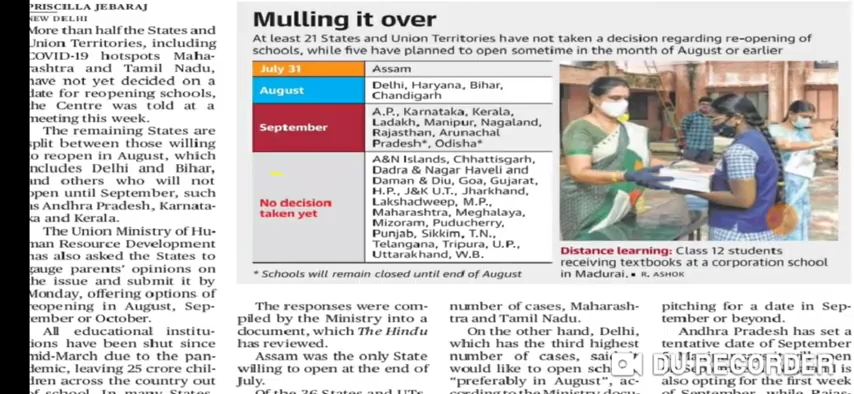 PRISCILLA JEBARAJ
NEW DELHI
More than half the States and
Union Territories, including
COVID-19 hotspots Maha-
rashtra and Tamil Nadu,
have not yet decided on a
date for reopening schools,
the Centre was told at a
meeting this week.
The remaining States are
split between those willing
to reopen in August, which
includes Delhi and Bihar,
and others who will not
open until September, such
as Andhra Pradesh, Karnata-
ka and Kerala.
The Union Ministry of Hu-
man Resource Development
has also asked the States to
gauge parents' opinions on
the issue and submit it by
Monday, offering options of
reopening in August, Sep-
tember or October.
All educational institu-
tions have been shut since
mid-March due to the pan-
demic, leaving 25 crore chil-
dren across the country out
of school. In many States,
Mulling it over
At least 21 States and Union Territories have not taken a decision regarding re-opening of
schools, while five have planned to open sometime in the month of August or earlier
July 31
Assam
August
Delhi, Haryana, Bihar,
Chandigarh
September
A.P., Karnataka, Kerala,
Ladakh, Manipur, Nagaland,
Rajasthan, Arunachal
Pradesh*, Odisha*
No decision
taken yet
A&N Islands, Chhattisgarh,
Dadra & Nagar Haveli and
Daman & Diu, Goa, Gujarat,
H.P., J&K U.T., Jharkhand,
Lakshadweep, M.P.,
Maharashtra, Meghalaya,
Mizoram, Puducherry,
Punjab, Sikkim, T.N.,
Telangana, Tripura, U.P.,
Uttarakhand, W.B.
* Schools will remain closed until end of August
Distance learning: Class 12 students
receiving textbooks at a corporation school
in Madurai. • R. ASHOK
The responses were com-
piled by the Ministry into a
document, which The Hindu
has reviewed.
Assam was the only State
willing to open at the end of
July.
Of the 36 States and UTs,
number of cases, Maharash-
tra and Tamil Nadu.
On the other hand, Delhi,
which has the third highest
number of cases,
would like to open
"preferably in August", ac-
cording to the Ministry docu-
pitching for a date in Sep-
tember or beyond.
Andhra Pradesh has set a
tentative date of September
is
also opting for the first week
of September, while Rajas-
DU RECORDER